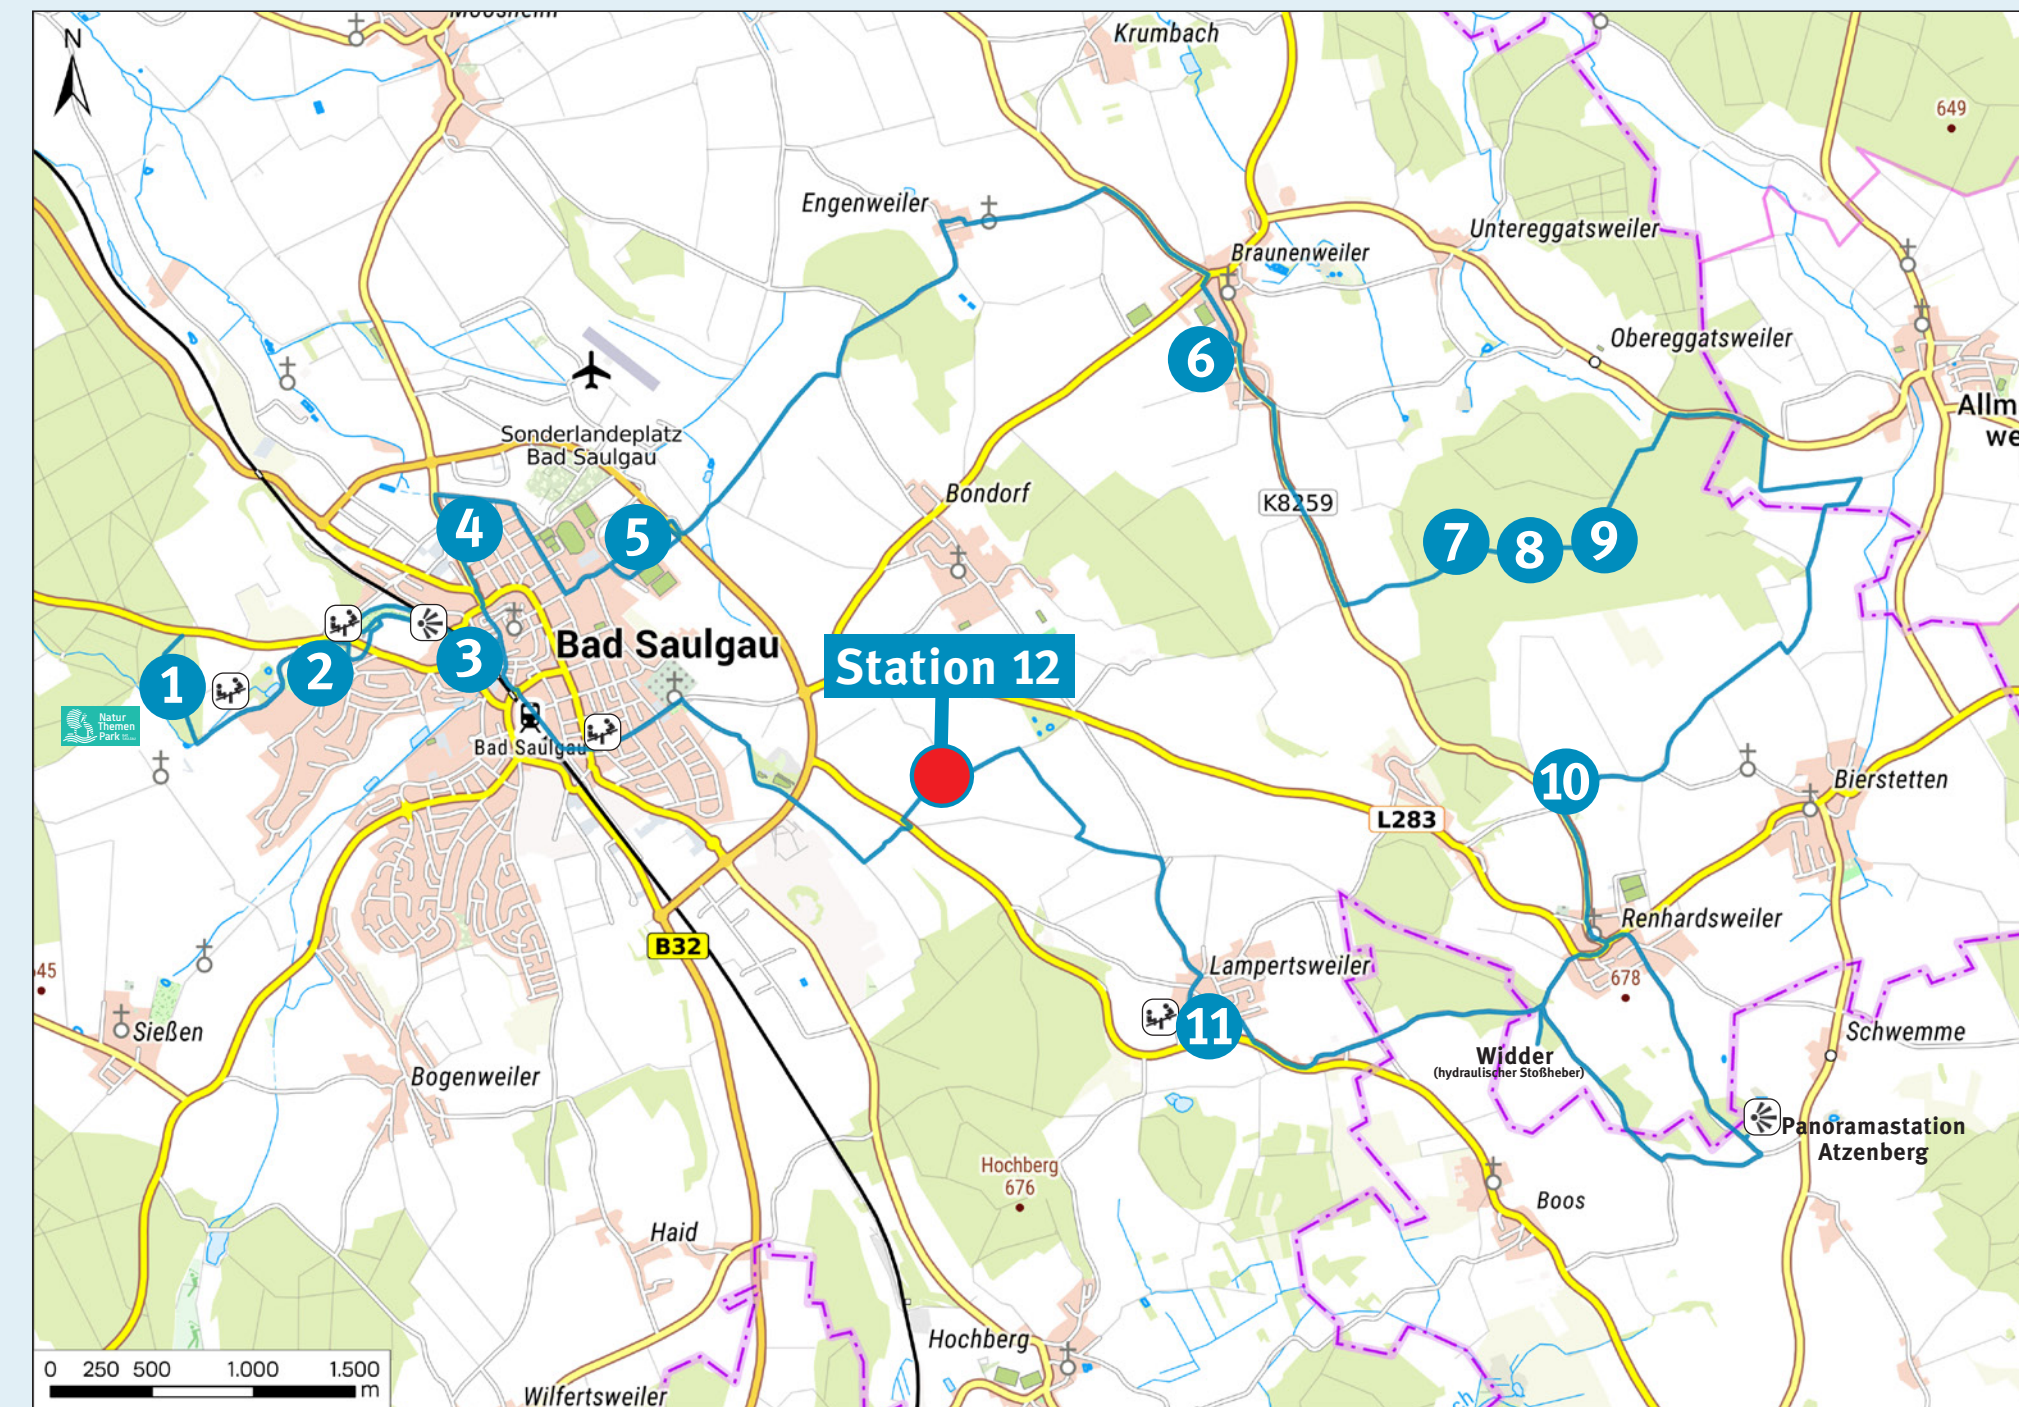 Moosheim
N
Krumbach
649
Engenweiler
Untereggatsweiler
Braunenweiler
Obereggatsweiler
6
Allm
we
Sonderlandeplatz
Bad Saulgau
Bondorf
K8259
4
5
7
8
9
Bad Saulgau
1
2
3
Station 12
Natur
Themen
Park
Bad Saulgau
10
Bierstetten
L283
Renhardsweiler
B32
Lampertsweiler
645
678
11
Sießen
Schwemme
Widder
(hydraulischer Stoßheber)
Bogenweiler
Panoramastation
Atzenberg
Hochberg
676
Boos
Haid
Hochberg
0 250 500 1.000 1.500
m
Wilfertsweiler